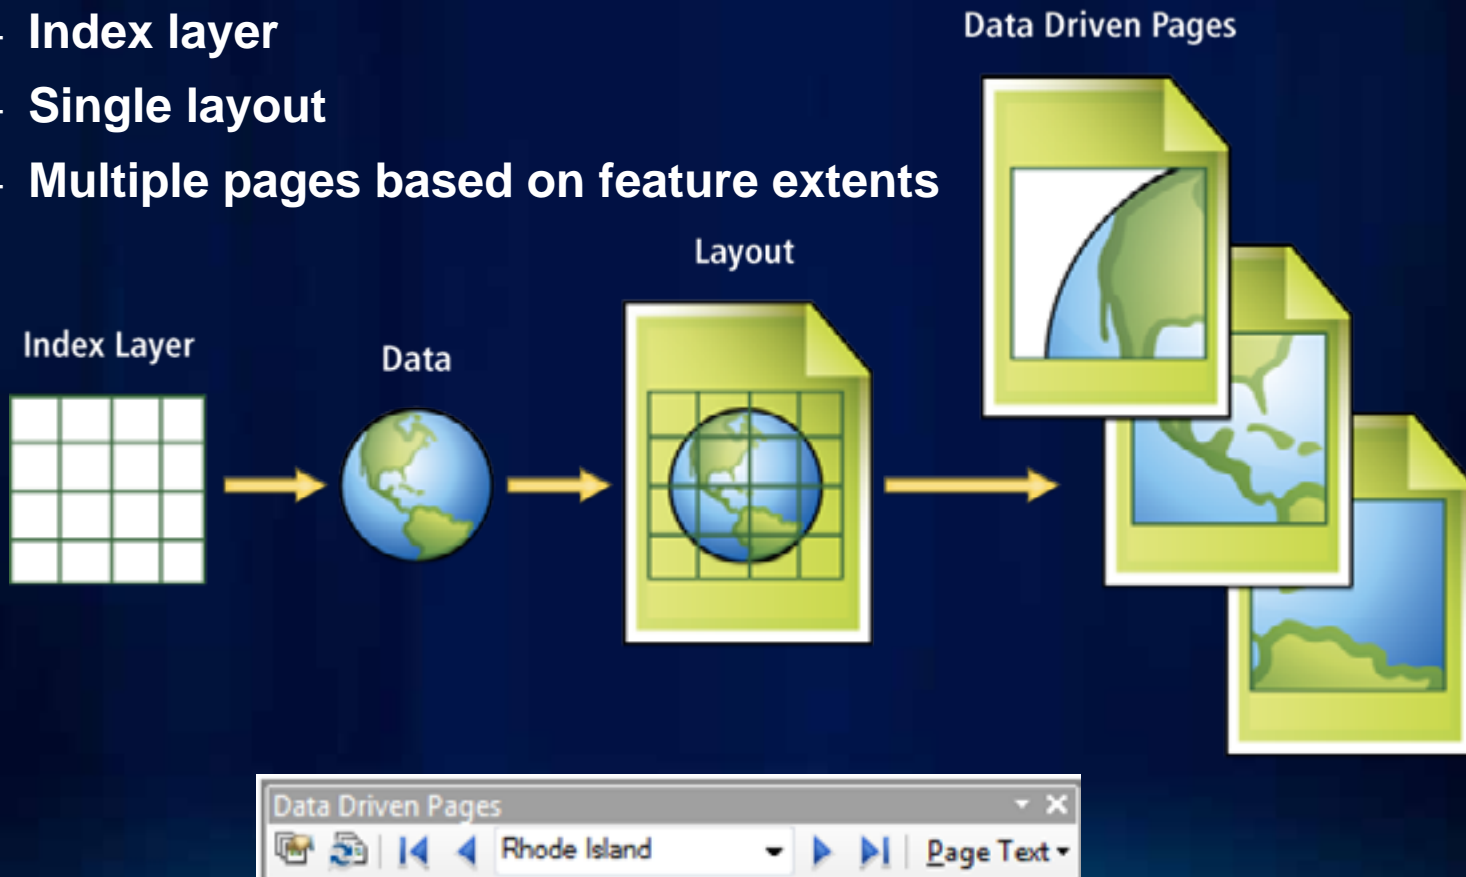 - Index layer
- Single layout
- Multiple pages based on feature extents
Data Driven Pages
Layout
Index Layer
Data
Data Driven Pages
Rhode Island
Page Text